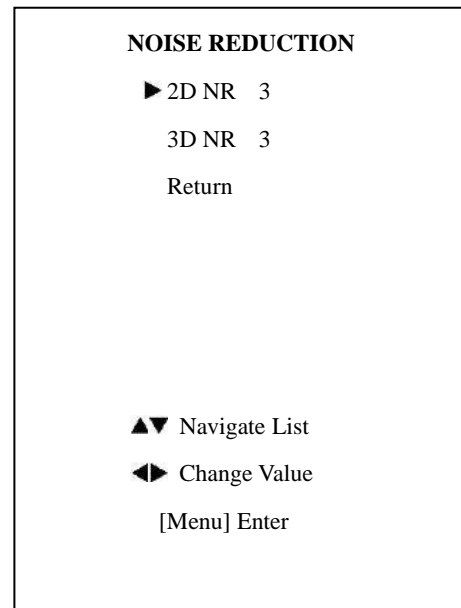 NOISE REDUCTION
▶ 2D NR 3
3D NR 3
Return
▲▼ Navigate List
◀▶ Change Value
[Menu] Enter